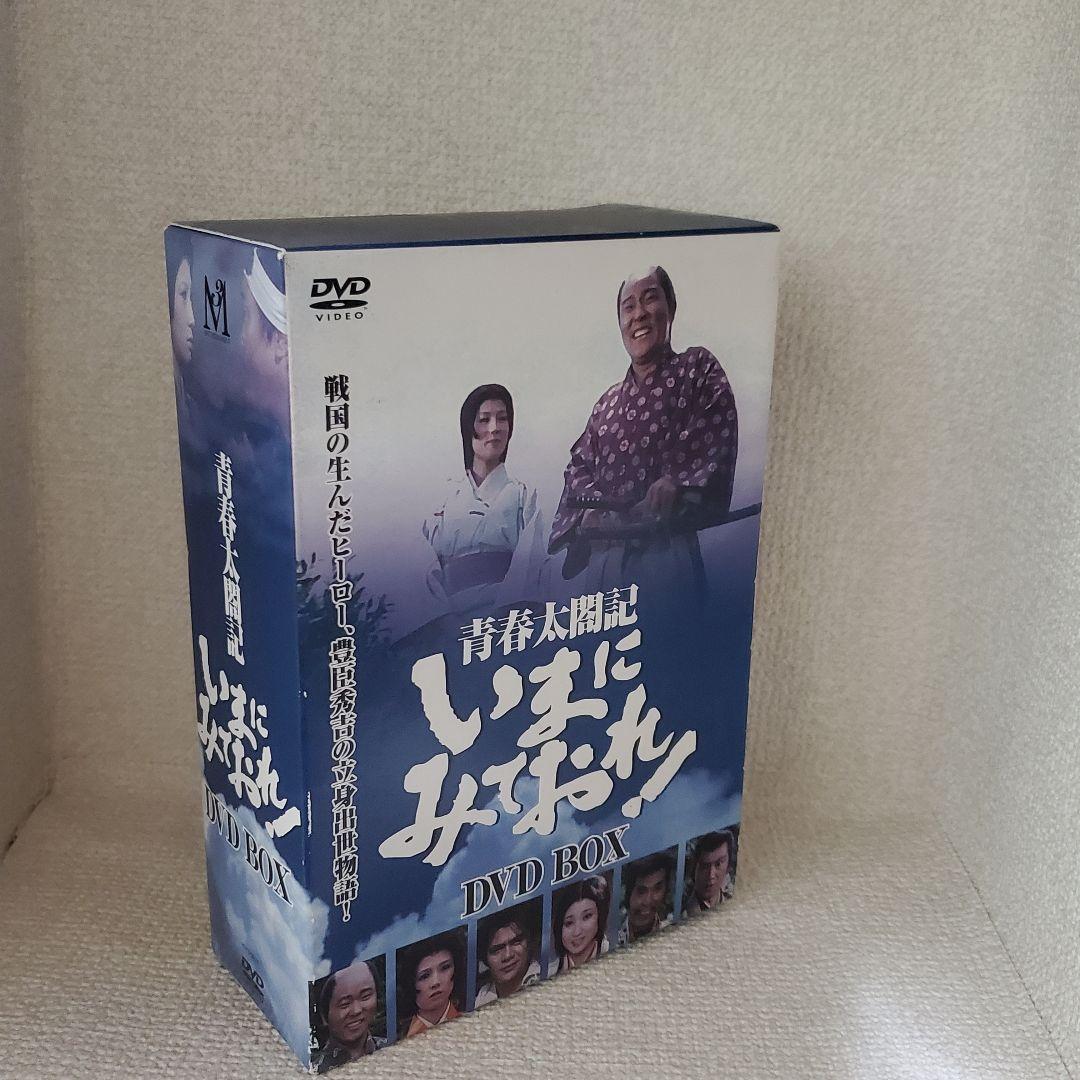 M3
青春太閤記
いまに
みておれ!
DVD BOX
DVD
DVD
VIDEO
戦国の生んだヒーロー、豊臣秀吉の立身出世物語!
青春太閤記
いまに
みておれ!
DVD BOX